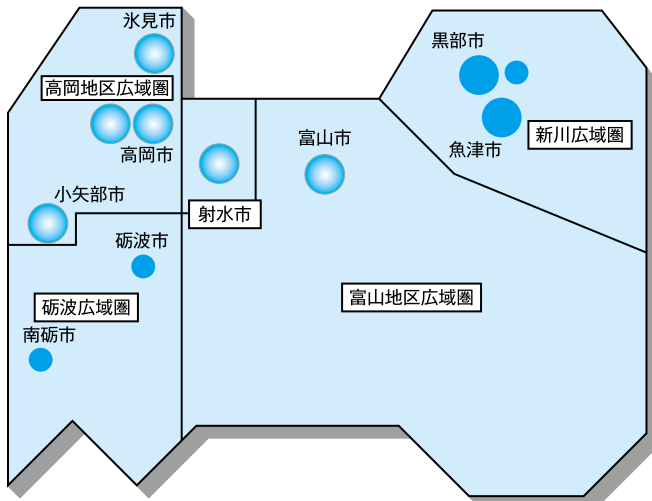 氷見市
黒部市
高岡地区広域圏
新川広域圏
富山市
魚津市
高岡市
小矢部市
射水市
砺波市
富山地区広域圏
砺波広域圏
南砺市